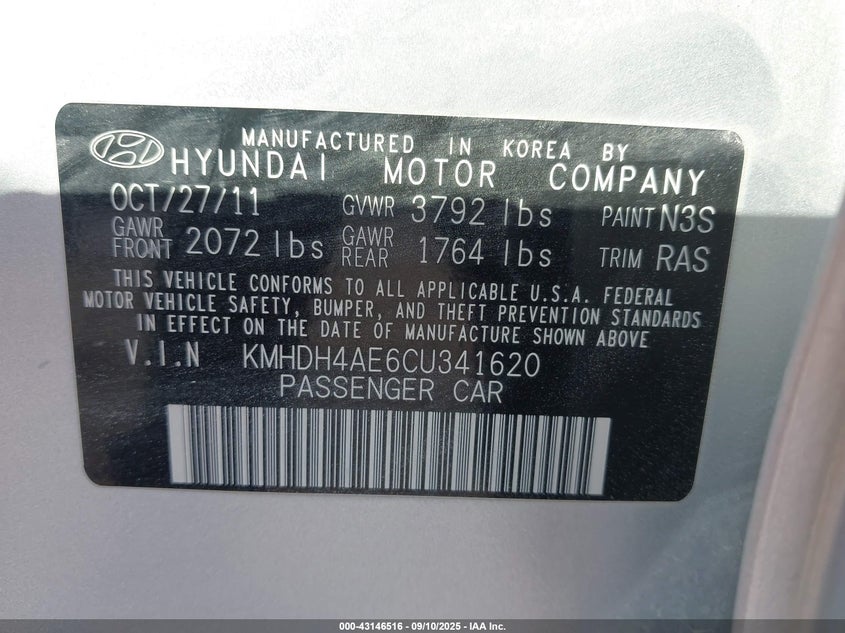 MANUFACTURED IN KOREA BY
HYUNDAI MOTOR COMPANY
OCT/27/11 GVWR 3792 lbs PAINT N3S
GAWR FRONT 2072 lbs GAWR REAR 1764 lbs TRIM RAS
THIS VEHICLE CONFORMS TO ALL APPLICABLE U.S.A. FEDERAL
MOTOR VEHICLE SAFETY, BUMPER, AND THEFT PREVENTION STANDARDS
IN EFFECT ON THE DATE OF MANUFACTURE SHOWN ABOVE
V.I.N KMHDH4AE6CU341620
PASSENGER CAR
000-43146516 - 09/10/2025 - IAA Inc.